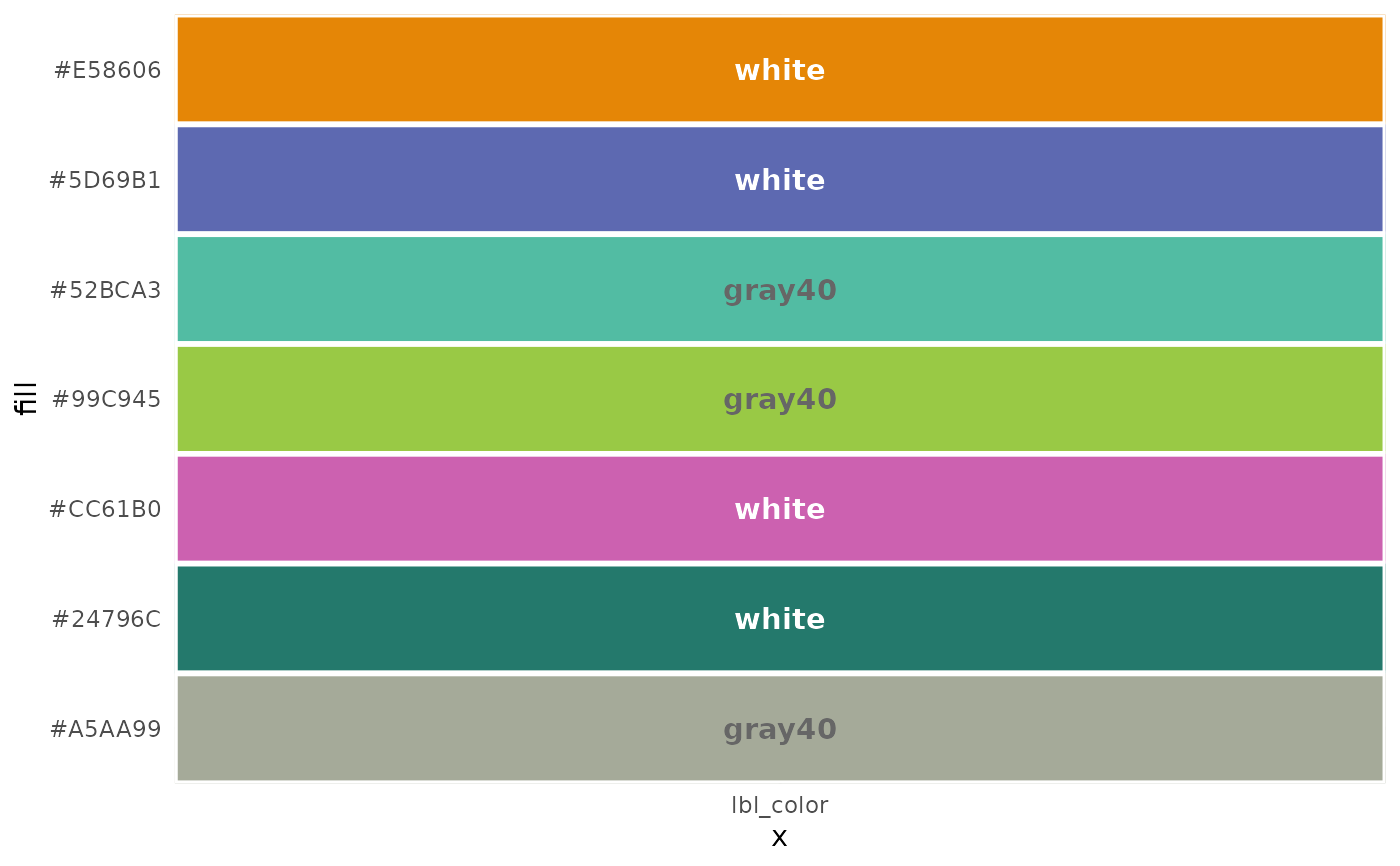 #E58606 white
#5D69B1 white
#52BCA3 gray40
fill
#99C945 gray40
#CC61B0 white
#24796C white
#A5AA99 gray40
lbl_color
x